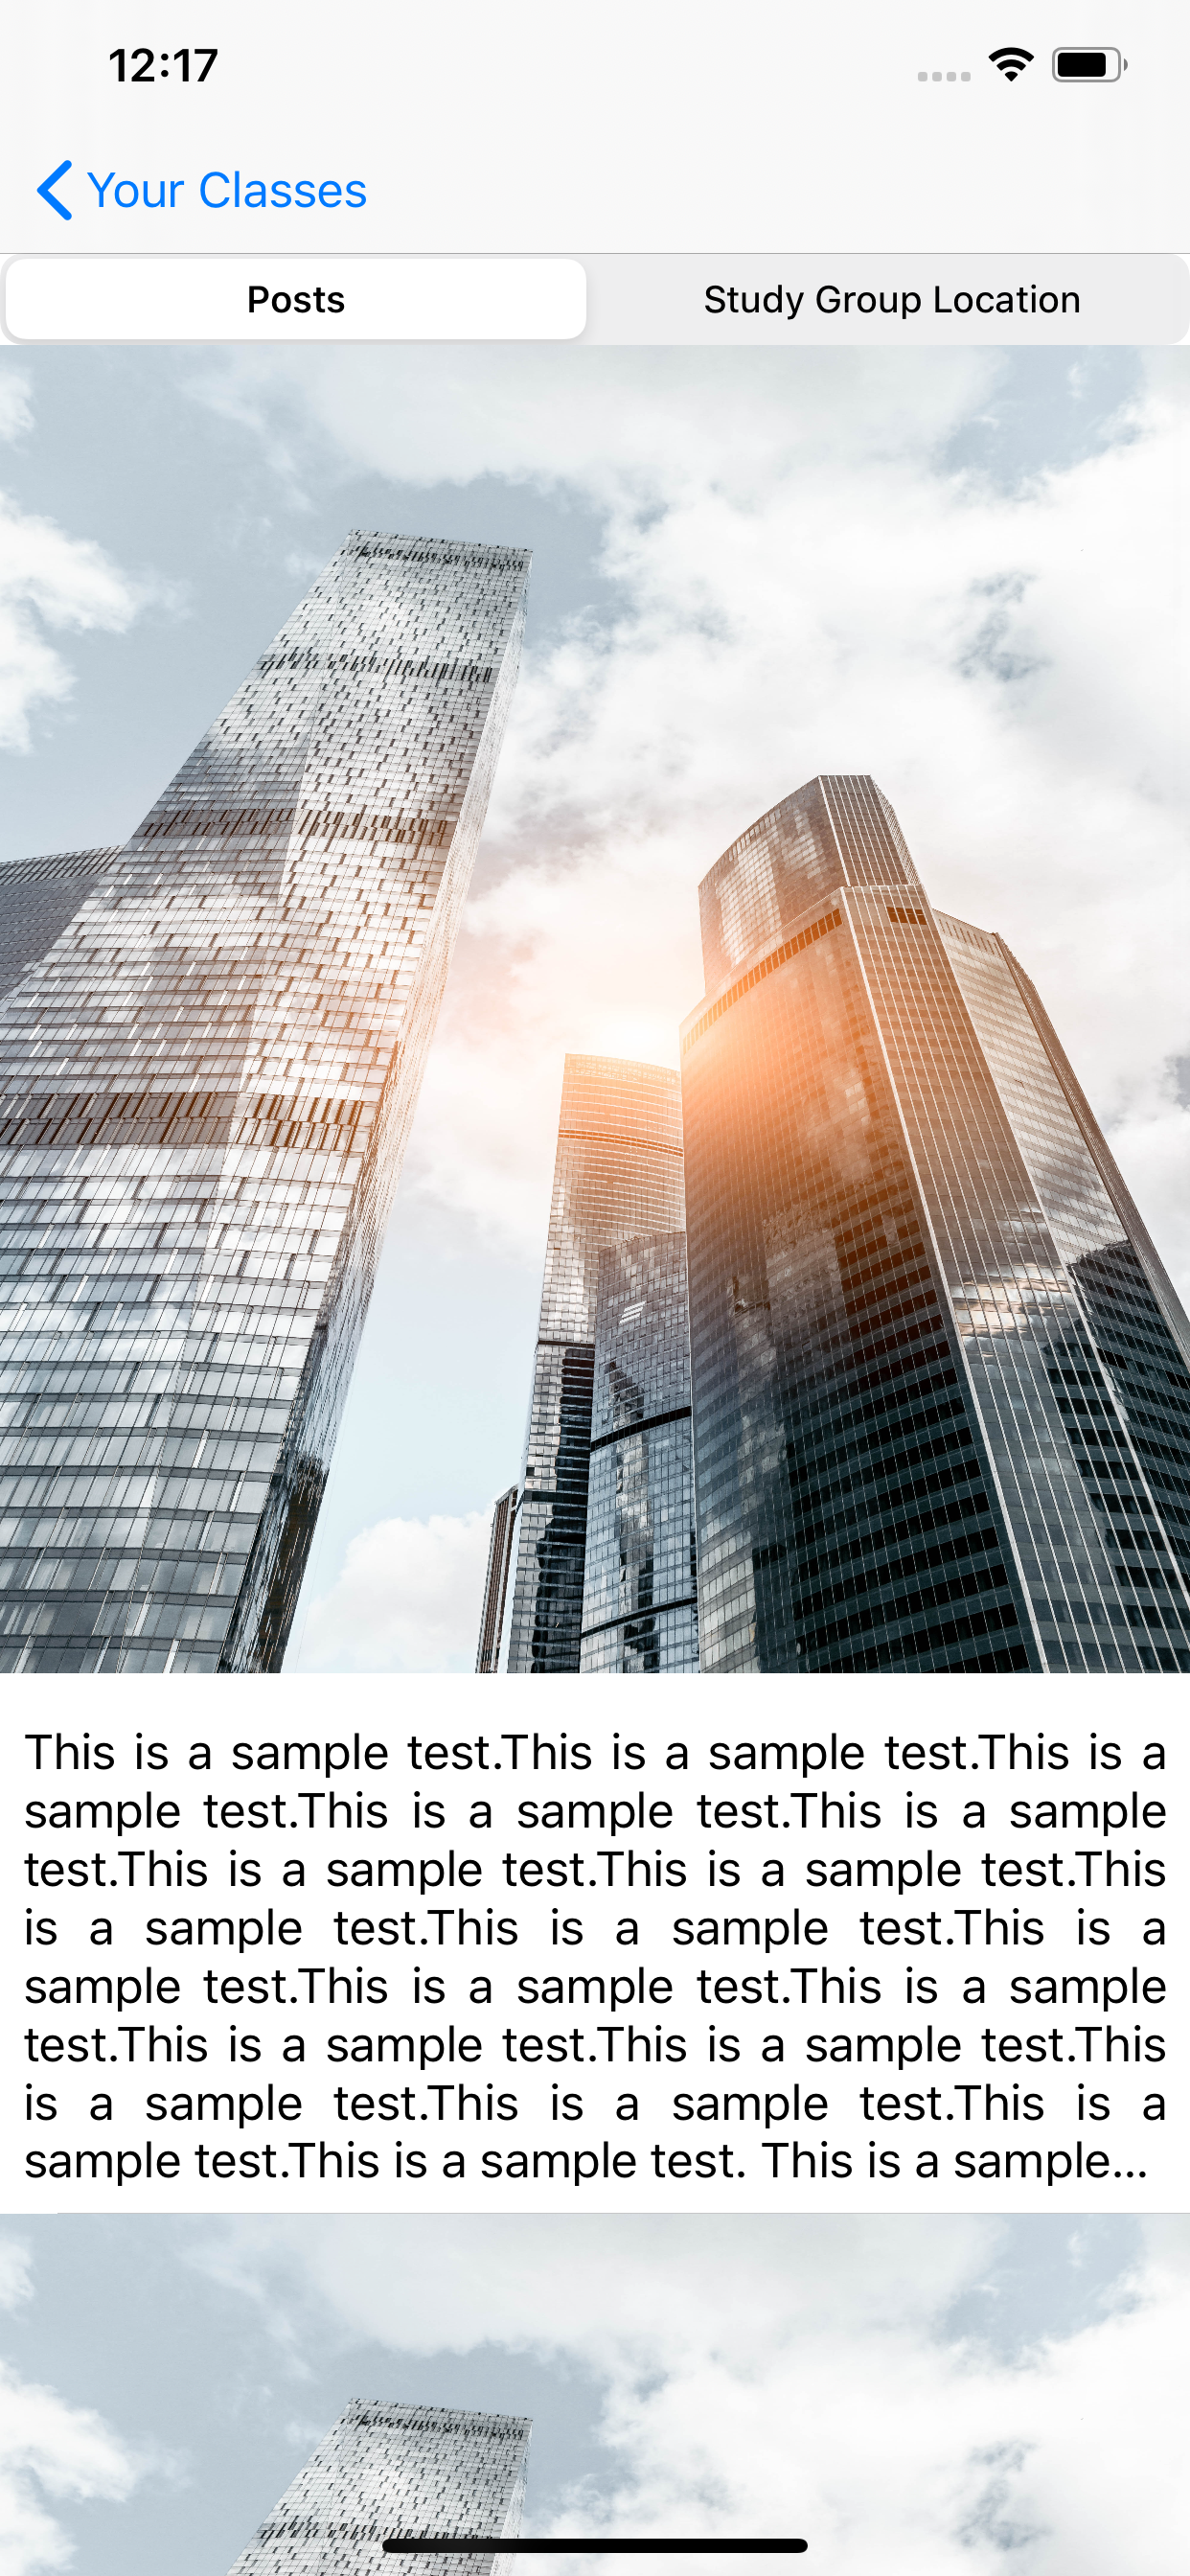 12:17
Your Classes
Posts
Study Group Location
This is a sample test.This is a sample test.This is a
sample test.This is a sample test.This is a sample
test.This is a sample test.This is a sample test.This
is a sample test.This is a sample test.This is a
sample test.This is a sample test.This is a sample
test.This is a sample test.This is a sample test.This
is a sample test.This is a sample test.This is a
sample test.This is a sample test. This is a sample...